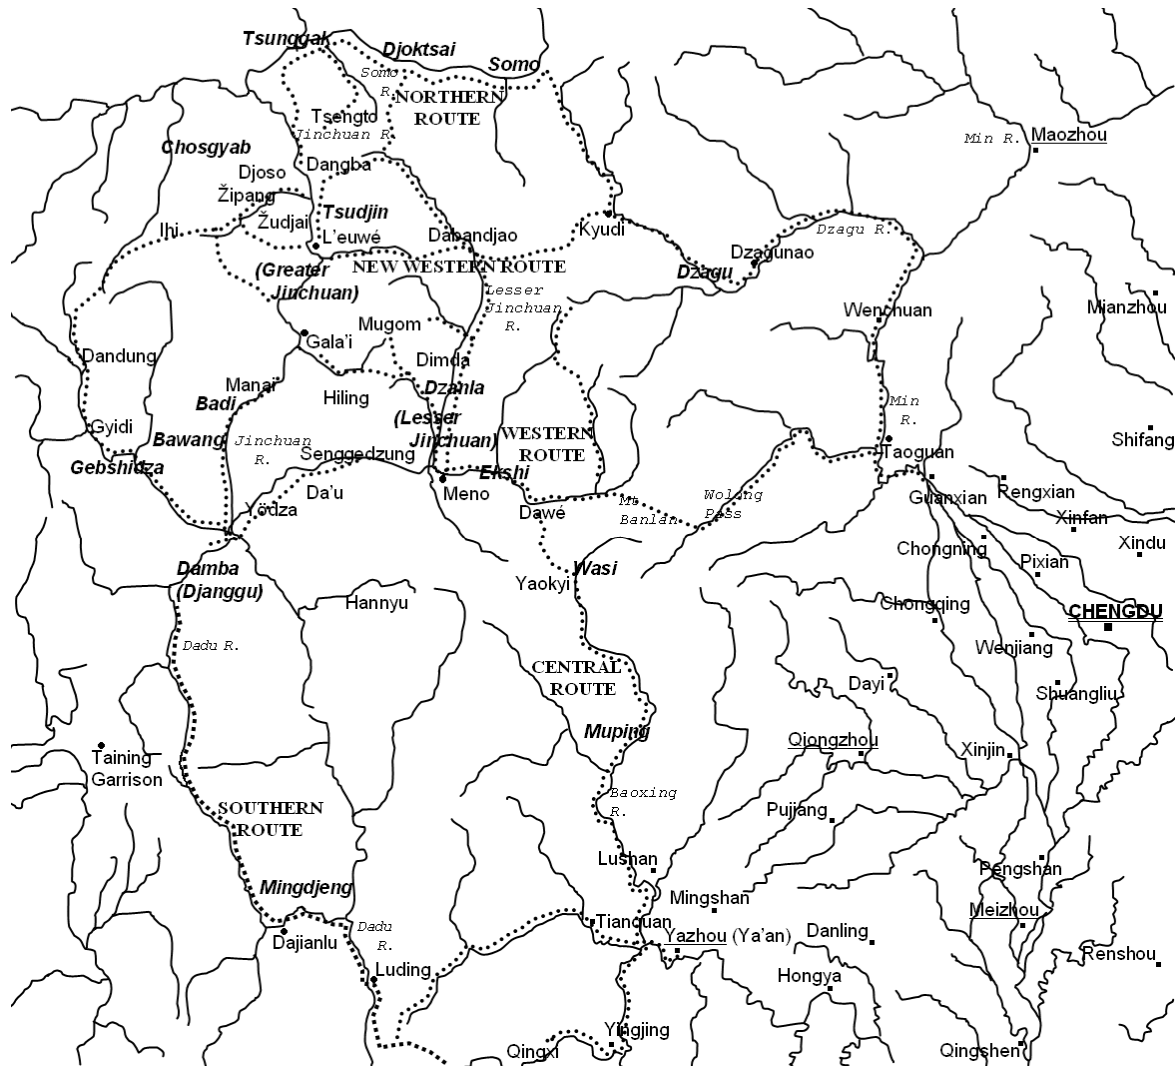 Tsunggak
Djoktsai
Somo
Somo
R.
NORTHERN
ROUTE
Tsengto
Jinchuan R.
Min R.
Maozhou
Chosgyab
Dangba
Djoso
Žipang
Tsudjin
Žudjai
Ihi
L'euwé
Dabandjao
Kyudi
Dzagu R.
Dzagunao
Dzagu
NEW WESTERN ROUTE
(Greater
Jinchuan)
Lesser
Jinchuan
R.
Wenchuan
Mianzhou
Mugom
Gala'i
Dandung
Dimda
Manai
Hiling
Dzanla
Badi
(Lesser
Jinchuan)
Min
R.
Gyidi
Bawang
Jinchuan
R.
WESTERN
ROUTE
Shifang
Senggedzung
Taoguan
Gebshidza
Ekshi
Meno
Da'u
Guanxian
Pengxian
Wolong
Pass
Mt
Banlan
Dawé
Yödza
Xinfan
Xindu
Chongning
Pixian
Damba
(Djanggu)
Wasi
Yaokyi
Hannyu
Chongqing
CHENGDU
Dadu R.
Wenjiang
CENTRAL
ROUTE
Dayi
Shuangliu
Muping
Qiongzhou
Xinjin
Taining
Garrison
Baoxing
R.
SOUTHERN
ROUTE
Pujiang
Lushan
Pengshan
Mingdjeng
Mingshan
Meizhou
Dadu
R.
Tianquan
Yazhou (Ya'an)
Danling
Dajianlu
Renshou
Luding
Hongya
Yingjing
Qingxi
Qingshen